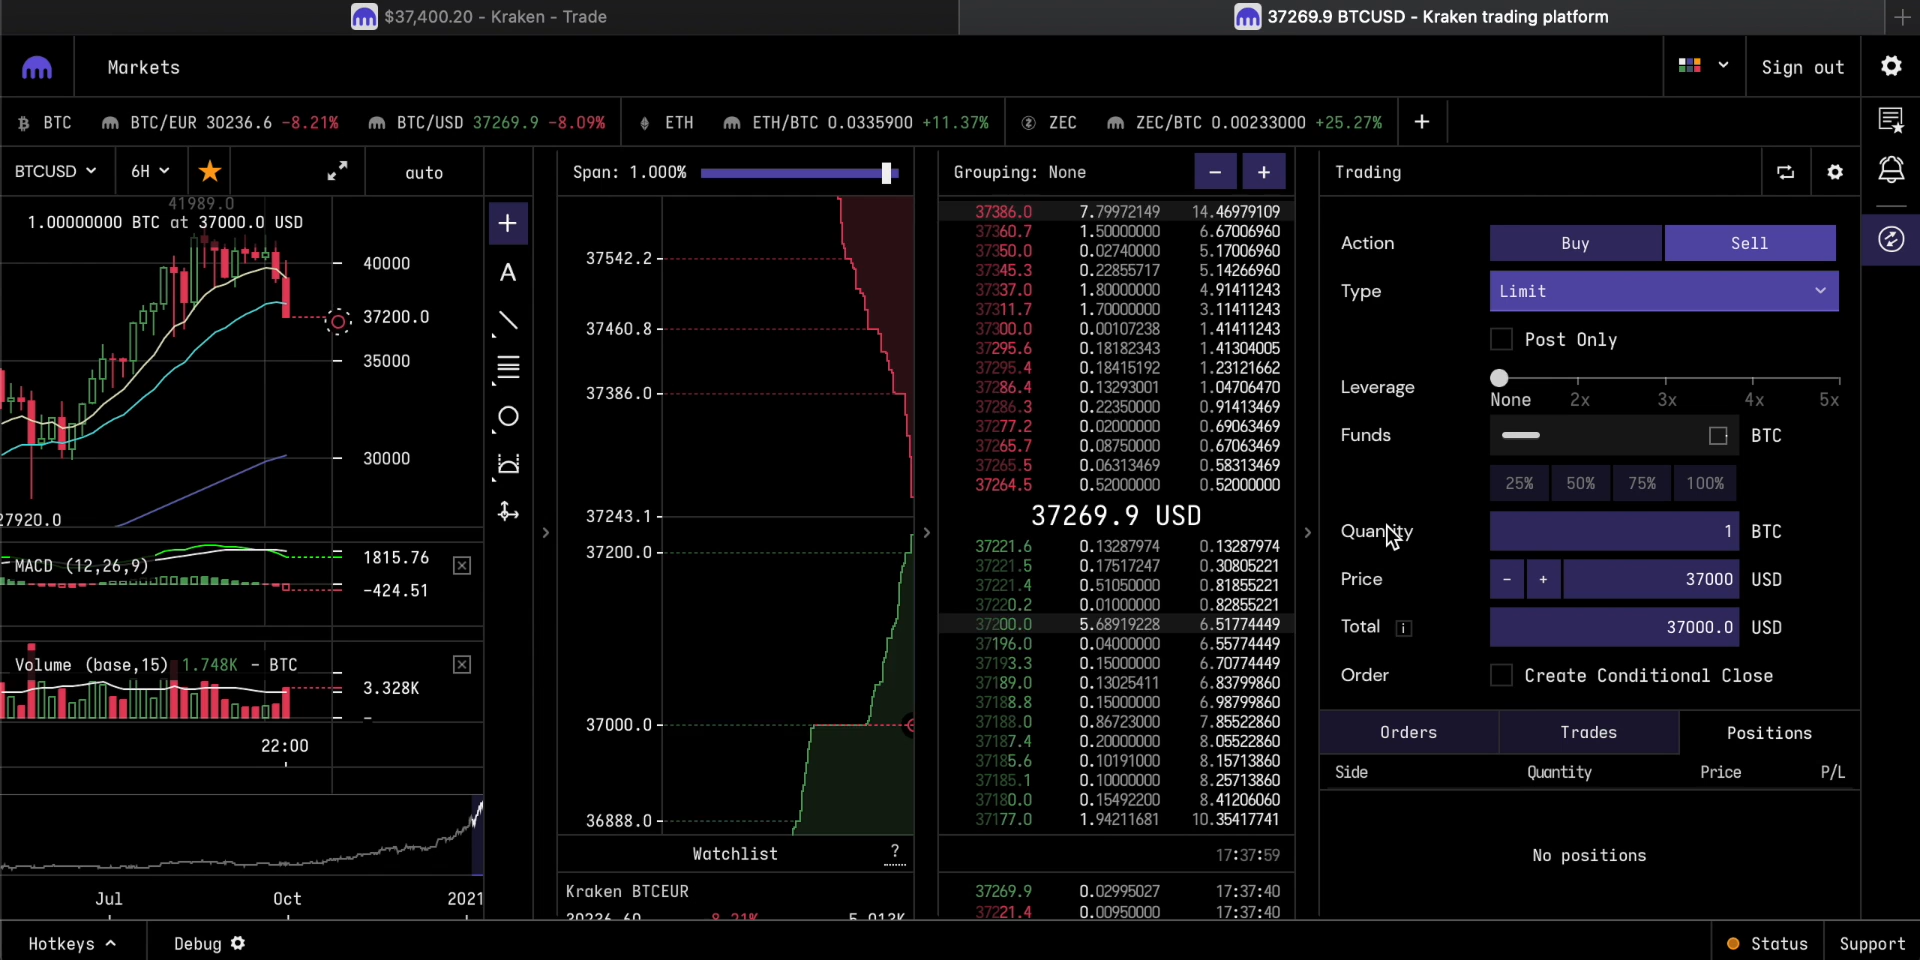 $37,400.20 - Kraken - Trade
37269.9 BTCUSD - Kraken trading platform
Markets
Sign out
BTC
BTC/EUR 30236.6 -8.21%
BTC/USD 37269.9 -8.09%
ETH
ETH/BTC 0.0335900 +11.37%
ZEC
ZEC/BTC 0.00233000 +25.27%
BTCUSD
6H
auto
41989.0
1.00000000 BTC at 37000.0 USD
40000
37200.0
35000
30000
27920.0
MACD (12,26,9)
1815.76
-424.51
Volume (base,15) 1.748K - BTC
3.328K
22:00
Jul
Oct
2021
A
Span: 1.000%
37542.2
37460.8
37386.0
37243.1
37200.0
37000.0
36888.0
Watchlist
?
Kraken BTCEUR
30236.60 8.21% 5.013K
Grouping: None
- +
37386.0 7.79972149 14.46979109
37360.7 1.50000000 6.67006960
37350.0 0.02740000 5.17006960
37345.3 0.22855717 5.14266960
37337.0 1.80000000 4.91411243
37311.7 1.70000000 3.11411243
37300.0 0.00107238 1.41411243
37295.6 0.18182343 1.41304005
37295.4 0.18415192 1.23121662
37286.4 0.13293001 1.04706470
37286.3 0.22350000 0.91413469
37277.2 0.02000000 0.69063469
37265.7 0.08750000 0.67063469
37265.5 0.06313469 0.58313469
37264.5 0.52000000 0.52000000
37269.9 USD
37221.6 0.13287974 0.13287974
37221.5 0.17517247 0.30805221
37221.4 0.51050000 0.81855221
37220.2 0.01000000 0.82855221
37200.0 5.68919228 6.51774449
37196.0 0.04000000 6.55774449
37193.3 0.15000000 6.70774449
37189.0 0.13025411 6.83799860
37188.8 0.15000000 6.98799860
37188.0 0.86723000 7.85522860
37187.4 0.20000000 8.05522860
37185.6 0.10191000 8.15713860
37185.1 0.10000000 8.25713860
37180.0 0.15492200 8.41206060
37177.0 1.94211681 10.35417741
17:37:59
37269.9 0.02995027 17:37:40
37221.4 0.00950000 17:37:40
Trading
Action
Buy
Sell
Type
Limit
Post Only
Leverage
None 2x 3x 4x 5x
Funds
BTC
25% 50% 75% 100%
Quantity
1 BTC
Price
- + 37000 USD
Total i
37000.0 USD
Order
Create Conditional Close
Orders
Trades
Positions
Side Quantity Price P/L
No positions
Hotkeys
Debug
Status
Support